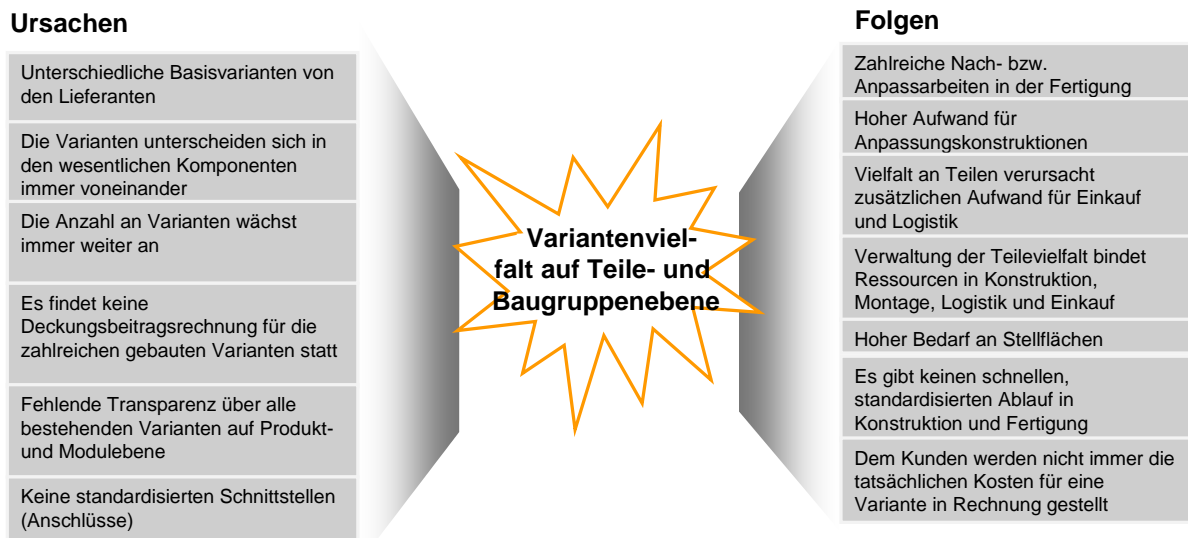 Ursachen
Unterschiedliche Basisvarianten von
den Lieferanten
Die Varianten unterscheiden sich in
den wesentlichen Komponenten
immer voneinander
Die Anzahl an Varianten wächst
immer weiter an
Es findet keine
Deckungsbeitragsrechnung für die
zahlreichen gebauten Varianten statt
Fehlende Transparenz über alle
bestehenden Varianten auf Produkt-
und Modulebene
Keine standardisierten Schnittstellen
(Anschlüsse)
Variantenviel-
falt auf Teile- und
Baugruppenebene
Folgen
Zahlreiche Nach- bzw.
Anpassarbeiten in der Fertigung
Hoher Aufwand für
Anpassungskonstruktionen
Vielfalt an Teilen verursacht
zusätzlichen Aufwand für Einkauf
und Logistik
Verwaltung der Teilevielfalt bindet
Ressourcen in Konstruktion,
Montage, Logistik und Einkauf
Hoher Bedarf an Stellflächen
Es gibt keinen schnellen,
standardisierten Ablauf in
Konstruktion und Fertigung
Dem Kunden werden nicht immer die
tatsächlichen Kosten für eine
Variante in Rechnung gestellt